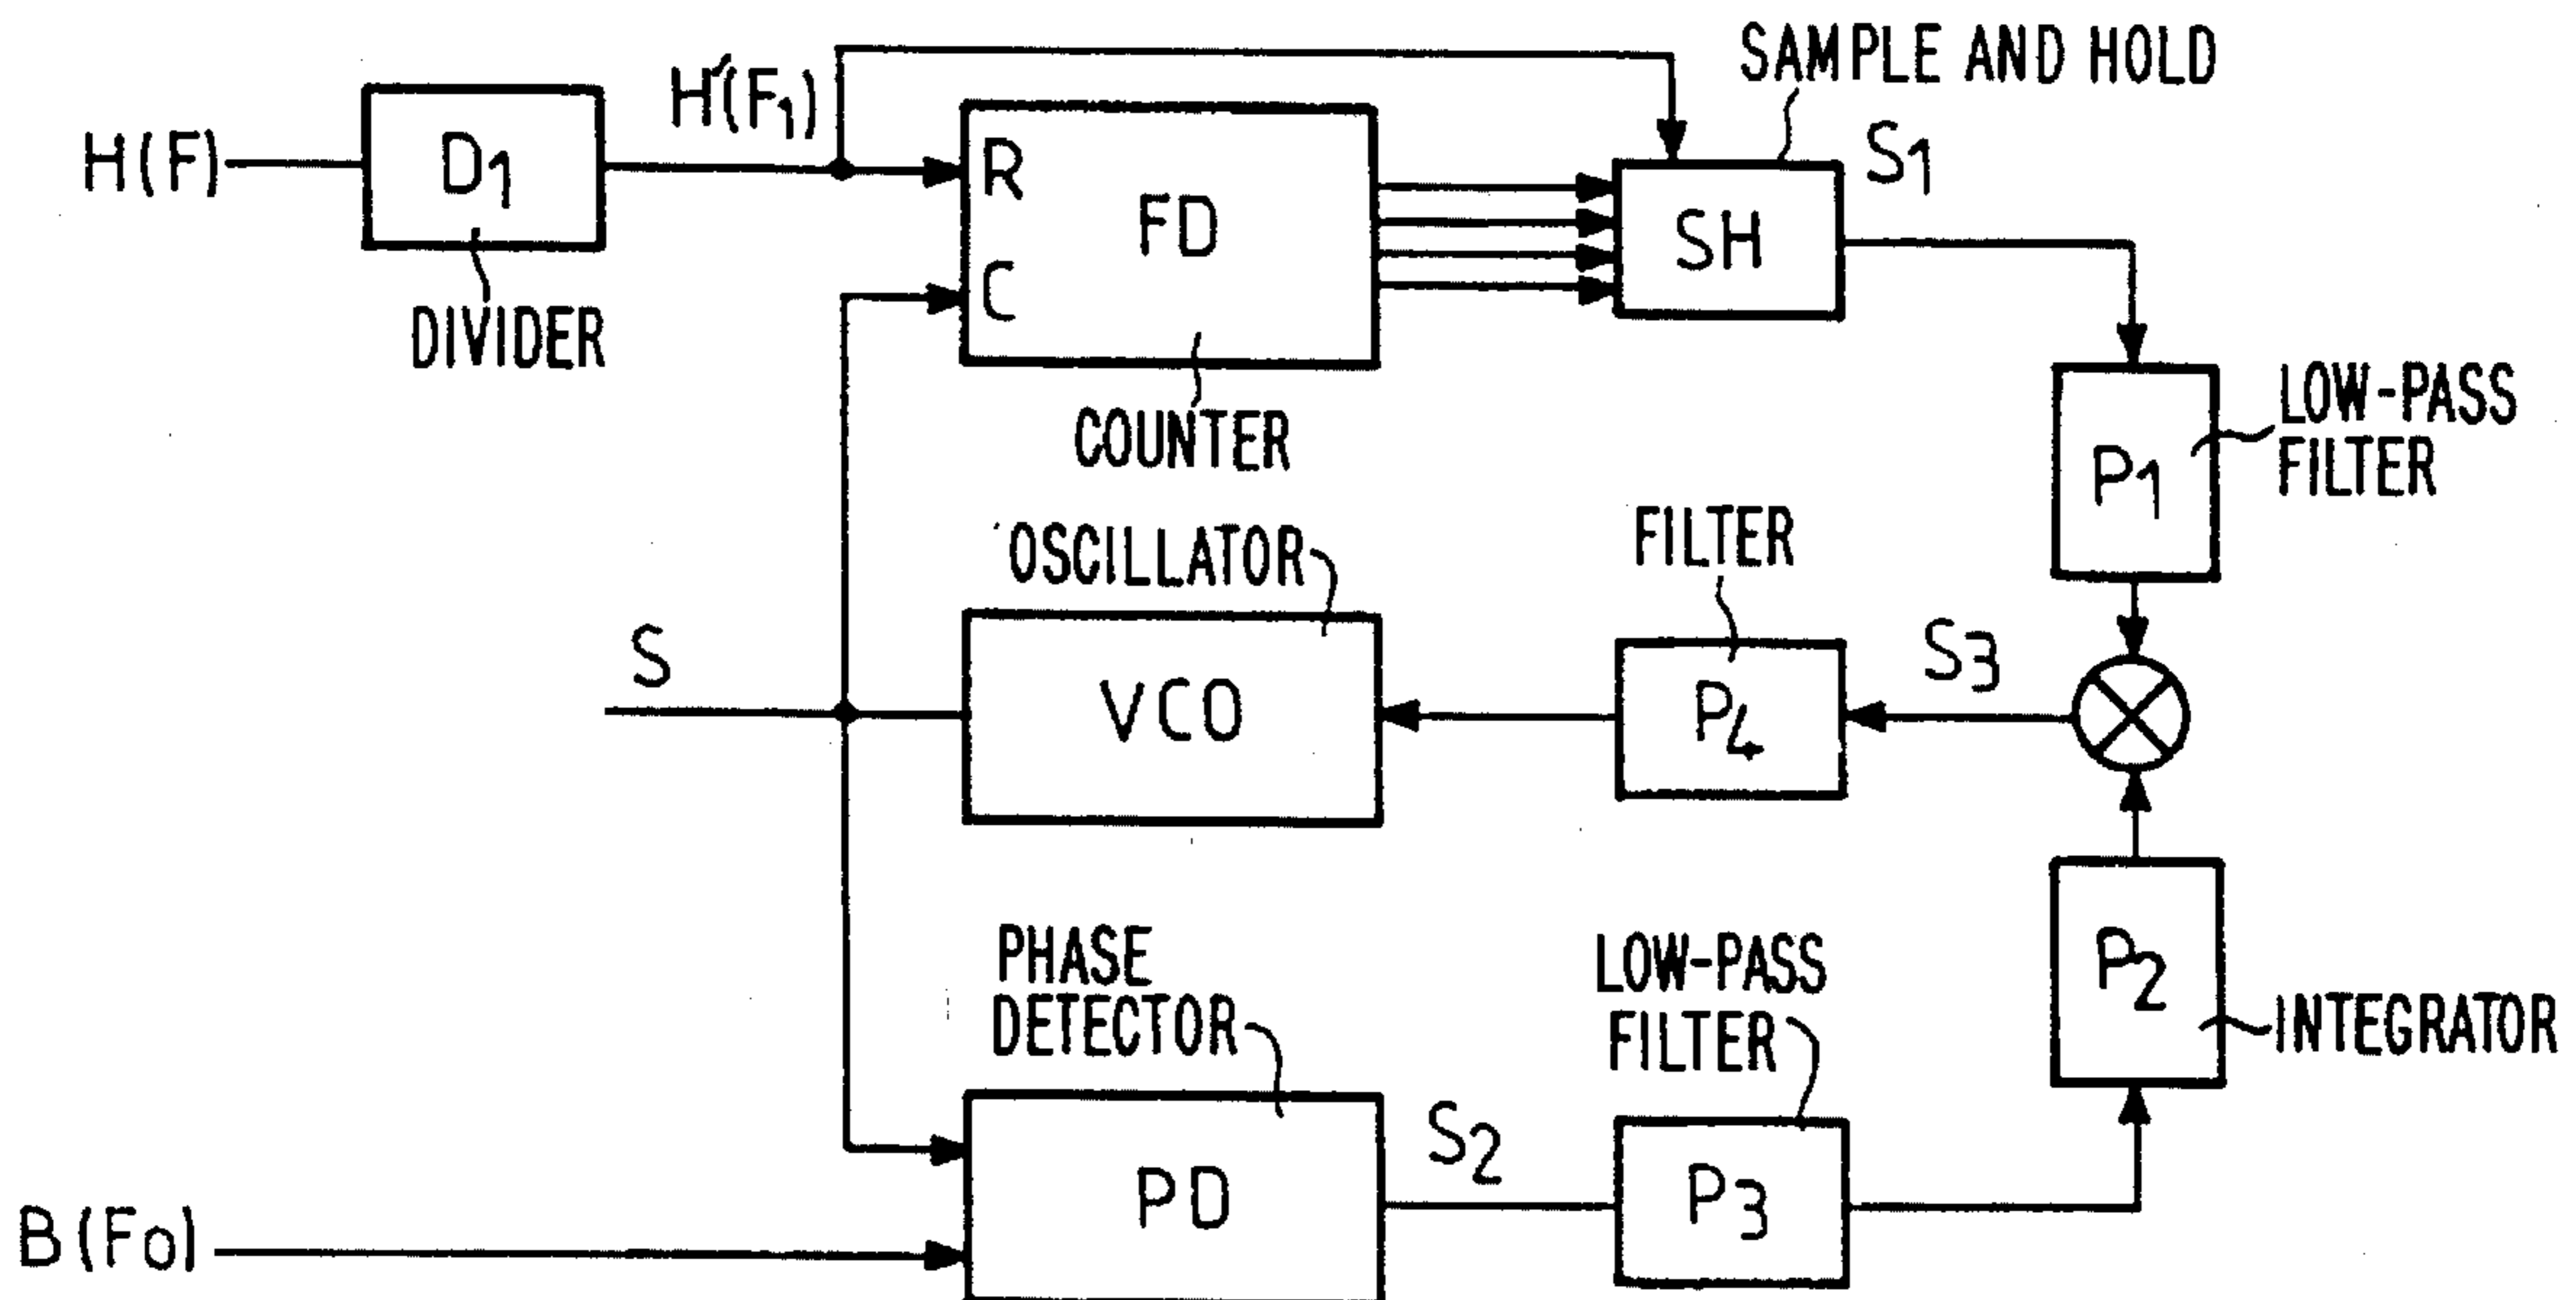 SAMPLE AND HOLD
H(F)
D1
H'(F1)
R
FD
C
SH
S1
DIVIDER
COUNTER
LOW-PASS
FILTER
P1
OSCILLATOR
FILTER
S
VCO
P4
S3
PHASE
DETECTOR
LOW-PASS
FILTER
P2
INTEGRATOR
S2
PD
P3
B(Fo)